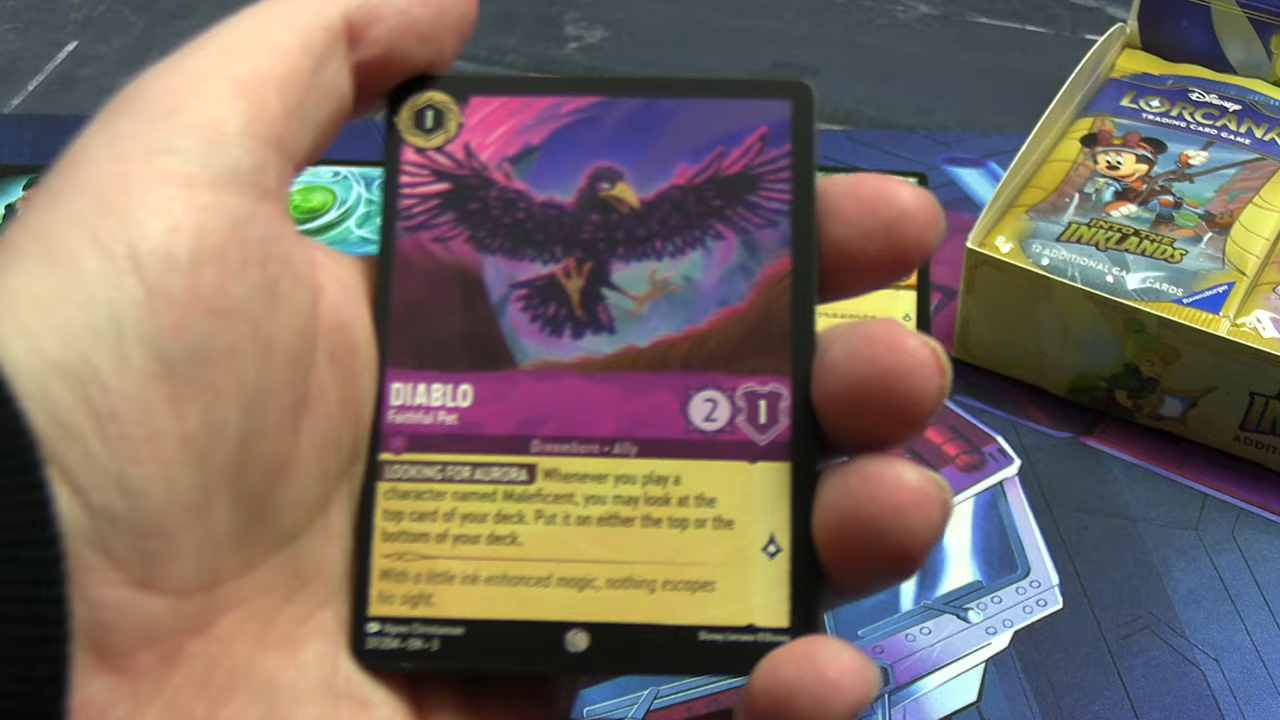 1
DIABLO
Faithful Pet
2
1
Dreamborn • Ally
LOOKING FOR AURORA Whenever you play a
character named Maleficent, you may look at the
top card of your deck. Put it on either the top or the
bottom of your deck.
With a little ink-enhanced magic, nothing escapes
his sight.
Disney
LORCANA
TRADING CARD GAME
INTO THE
INKLANDS
12 ADDITIONAL GAME CARDS
Ravensburger